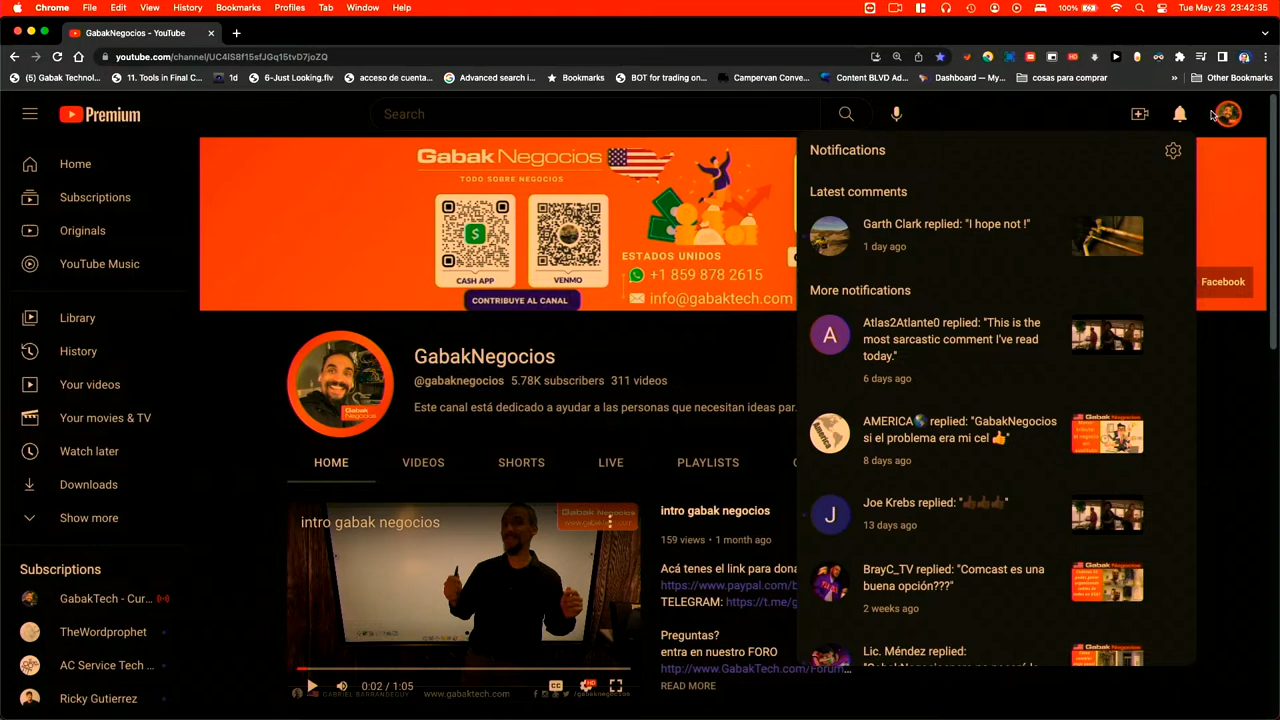 Chrome File Edit View History Bookmarks Profiles Tab Window Help
100% Tue May 23 23:42:35
GabakNegocios - YouTube
youtube.com/channel/UC4IS8f15sfJGq15tvD7joZQ
(5) Gabak Technol...
11. Tools in Final C...
1d
6-Just Looking.flv
acceso de cuenta...
Advanced search i...
Bookmarks
BOT for trading on...
Campervan Conve...
Content BLVD Ad...
Dashboard – My...
cosas para comprar
»
Other Bookmarks
Premium
Search
Home
Subscriptions
Originals
YouTube Music
Library
History
Your videos
Your movies & TV
Watch later
Downloads
Show more
Subscriptions
GabakTech - Cur...
TheWordprophet
AC Service Tech ...
Ricky Gutierrez
Gabak Negocios
TODO SOBRE NEGOCIOS
CASH APP
VENMO
CONTRIBUYE AL CANAL
ESTADOS UNIDOS
+1 859 878 2615
info@gabaktech.com
Facebook
GabakNegocios
@gabaknegocios 5.78K subscribers 311 videos
Este canal está dedicado a ayudar a las personas que necesitan ideas par...
HOME VIDEOS SHORTS LIVE PLAYLISTS
intro gabak negocios
Gabak Negocios
0:02 / 1:05
CC
HD
GABRIEL BARRANDEGUY
www.gabaktech.com
intro gabak negocios
159 views • 1 month ago
Acá tenes el link para dona
https://www.paypal.com/b
TELEGRAM: https://t.me/g
Preguntas?
entra en nuestro FORO
http://www.GabakTech.com/Forum...
READ MORE
Notifications
Latest comments
Garth Clark replied: "I hope not !"
1 day ago
More notifications
A
Atlas2Atlante0 replied: "This is the
most sarcastic comment I've read
today."
6 days ago
America
AMERICA🌎 replied: "GabakNegocios
si el problema era mi cel 👍"
8 days ago
J
Joe Krebs replied: "👍🏿👍🏿👍🏿"
13 days ago
BrayC_TV replied: "Comcast es una
buena opción???"
2 weeks ago
Lic. Méndez replied: